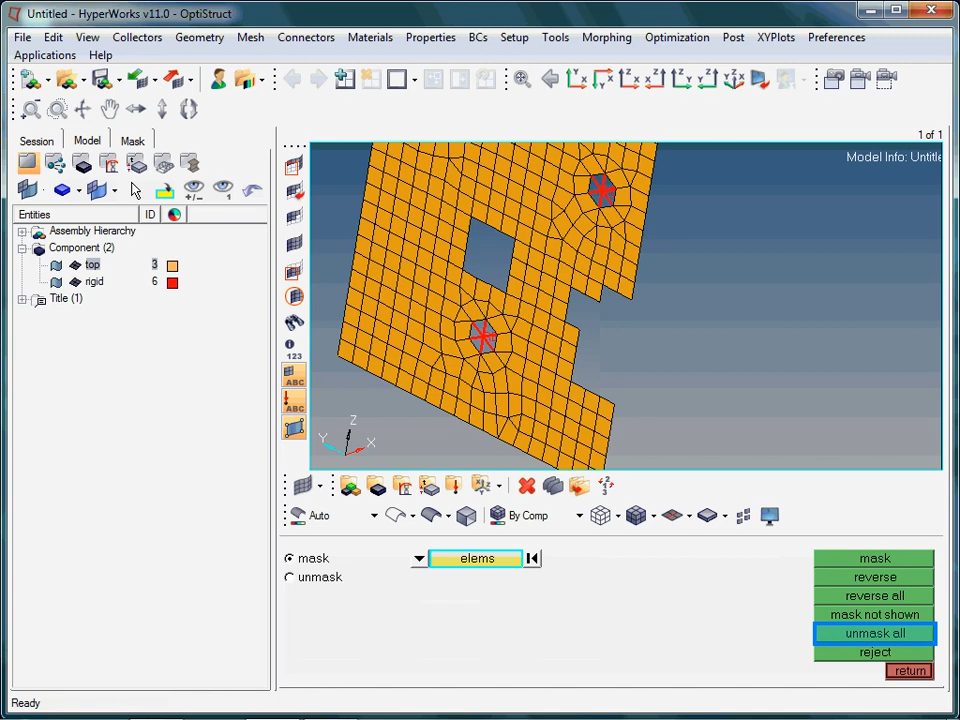 Untitled - HyperWorks v11.0 - OptiStruct
File Edit View Collectors Geometry Mesh Connectors Materials Properties BCs Setup Tools Morphing Optimization Post XYPlots Preferences
Applications Help
Session Model Mask
1 of 1
Model Info: Untitle
Entities ID
Assembly Hierarchy
Component (2)
top 3
rigid 6
Title (1)
123
ABC
ABC
Z
Y X
Auto By Comp
mask elems mask
unmask reverse
reverse all
mask not shown
unmask all
reject
return
Ready